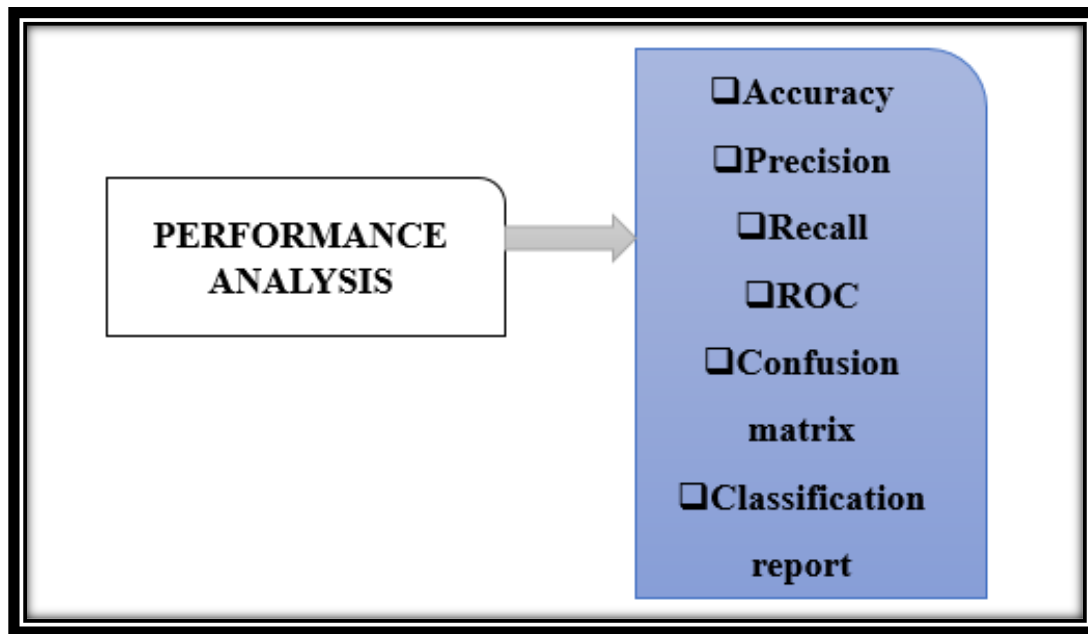 PERFORMANCE
ANALYSIS
❑Accuracy
❑Precision
❑Recall
❑ROC
❑Confusion
matrix
❑Classification
report